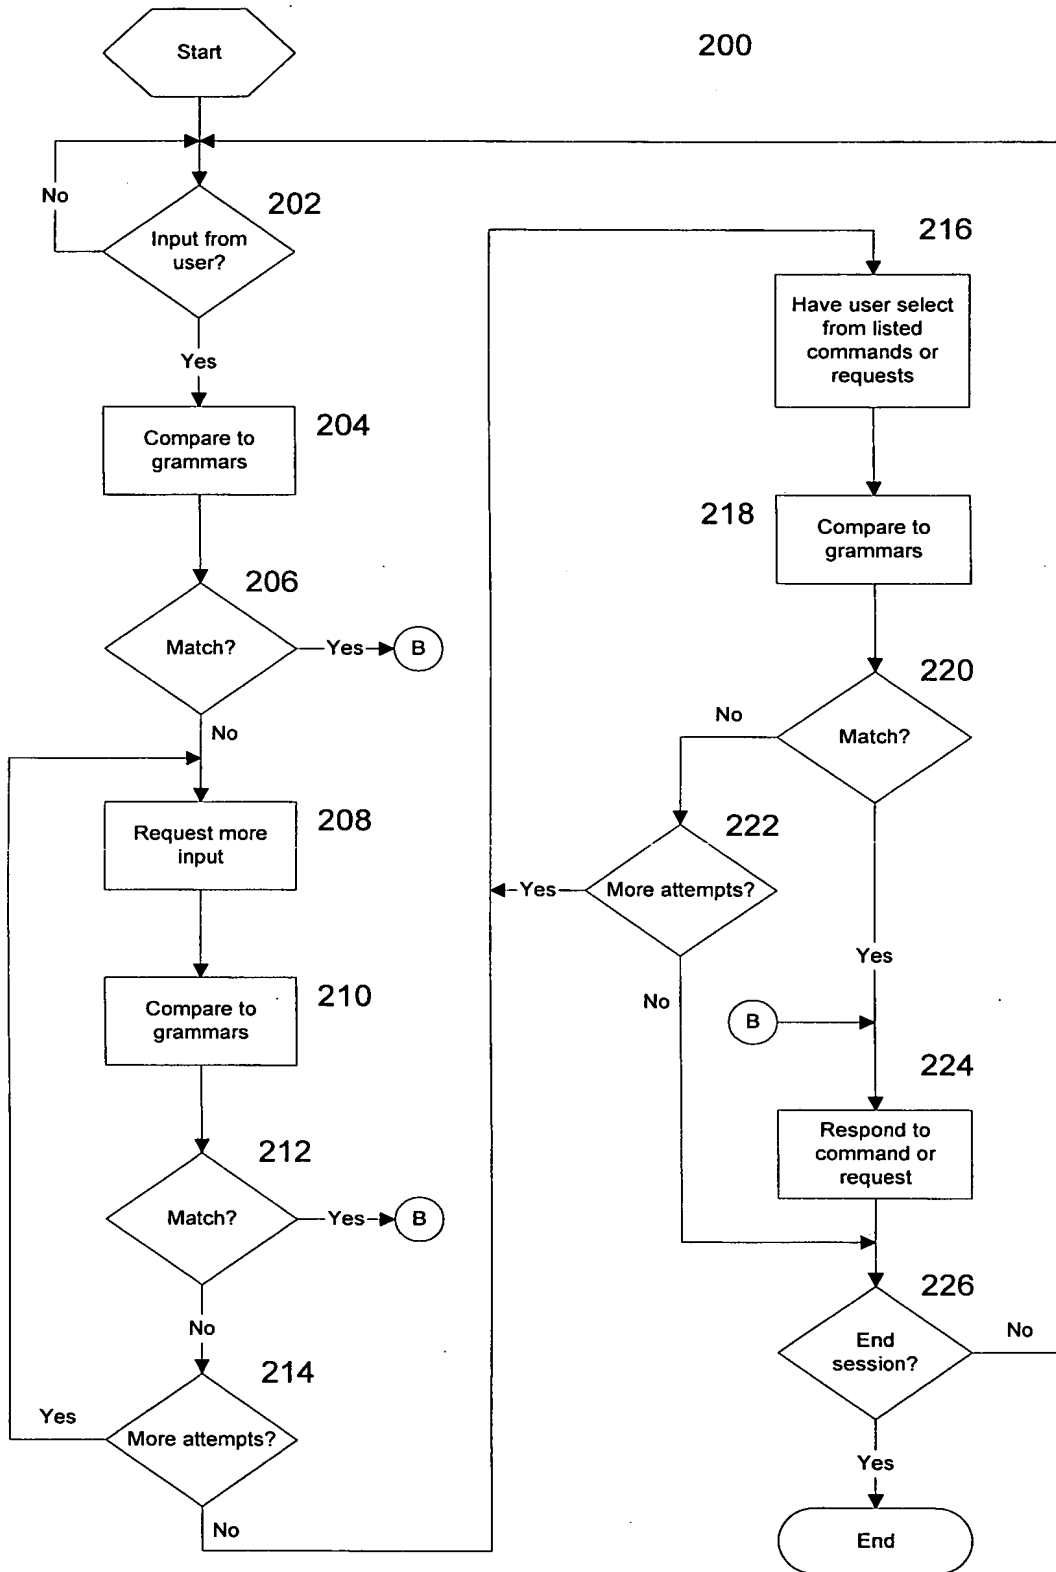 Start
200
No
202
Input from
user?
Yes
204
Compare to
grammars
206
Match?
Yes
B
No
208
Request more
input
210
Compare to
grammars
212
Match?
Yes
B
No
214
Yes
More attempts?
No
216
Have user select
from listed
commands or
requests
218
Compare to
grammars
220
No
Match?
222
Yes
More attempts?
Yes
No
B
224
Respond to
command or
request
226
End
session?
No
Yes
End